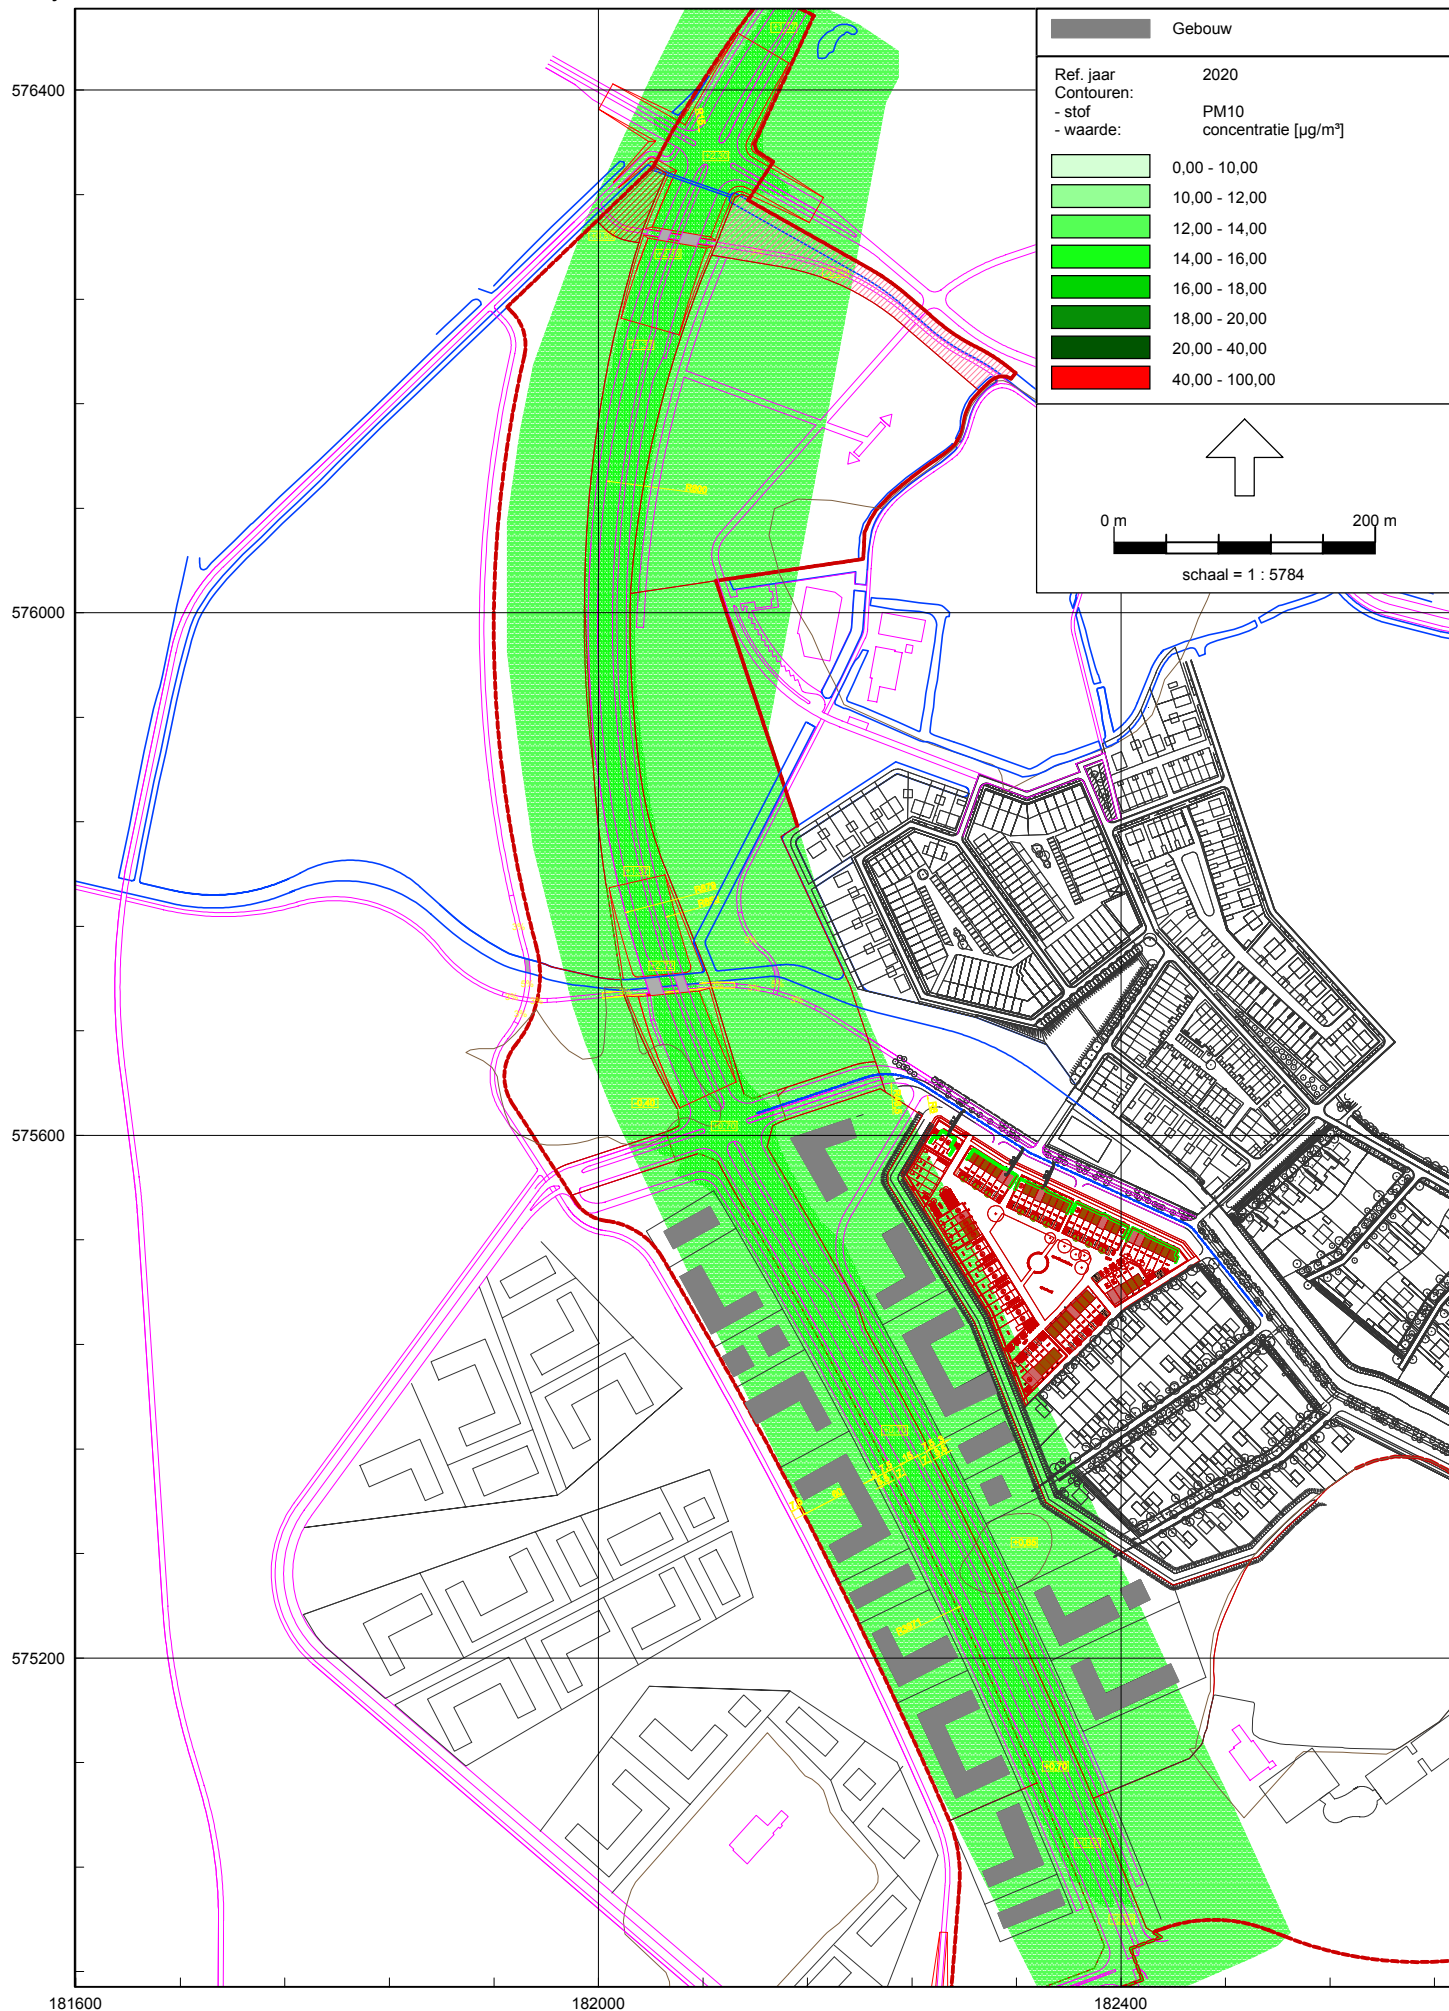 Gebouw
Ref. jaar 2020
Contouren:
- stof PM10
- waarde: concentratie [µg/m³]
0,00 - 10,00
10,00 - 12,00
12,00 - 14,00
14,00 - 16,00
16,00 - 18,00
18,00 - 20,00
20,00 - 40,00
40,00 - 100,00
0 m 200 m
schaal = 1 : 5784
576400
576000
575600
575200
181600 182000 182400
+0.70